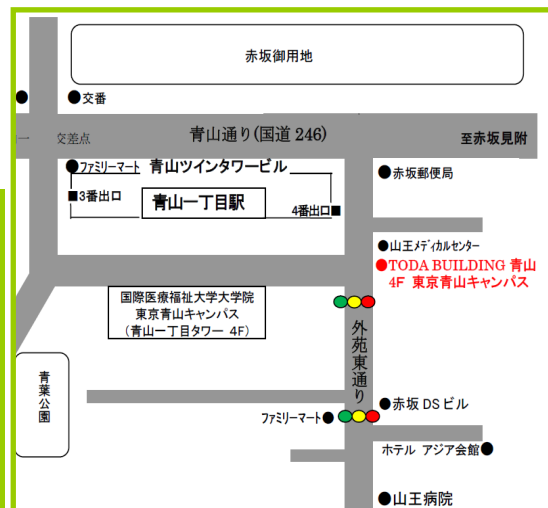 赤坂御用地
●交番
青山通り(国道 246)
至赤坂見附
交差点
●ファミリーマート 青山ツインタワービル
●赤坂郵便局
■3番出口
青山一丁目駅
4番出口■
●山王メディカルセンター
●TODA BUILDING 青山
4F 東京青山キャンパス
国際医療福祉大学大学院
東京青山キャンパス
(青山一丁目タワー 4F)
外苑東通り
青葉公園
●赤坂 DS ビル
ファミリーマート●
ホテル アジア会館●
●山王病院